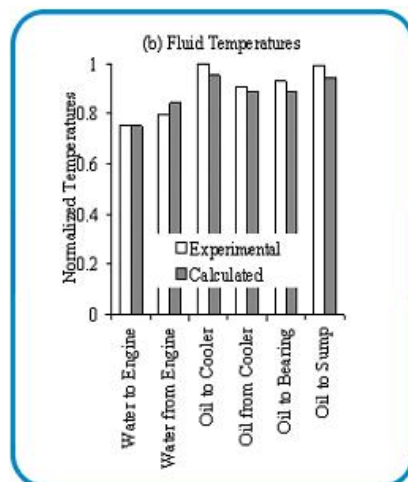 (b) Fluid Temperatures
Normalized Temperatures
1
0.8
0.6
0.4
0.2
0
Experimental
Calculated
Water to Engine
Water from Engine
Oil to Cooler
Oil from Cooler
Oil to Bearing
Oil to Sump